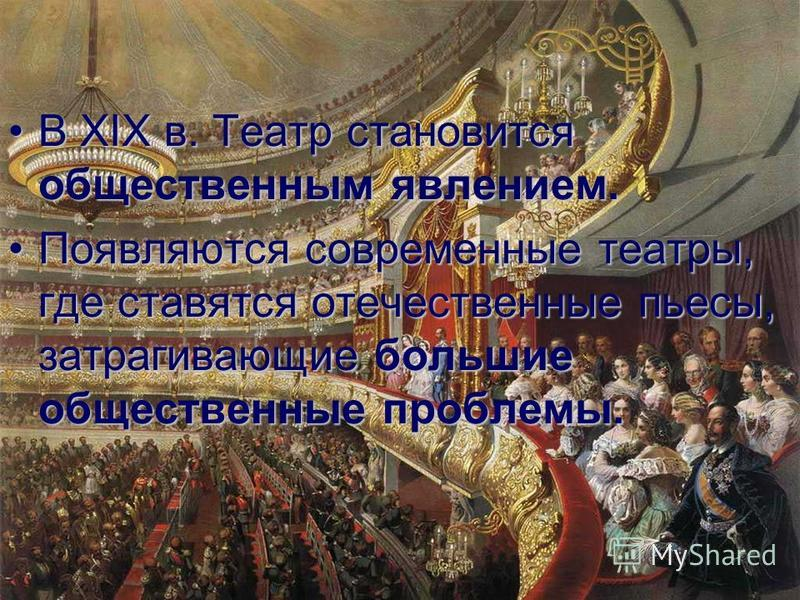 • В XIX в. Театр становится
общественным явлением.
• Появляются современные театры,
где ставятся отечественные пьесы,
затрагивающие большие
общественные проблемы.
MyShared